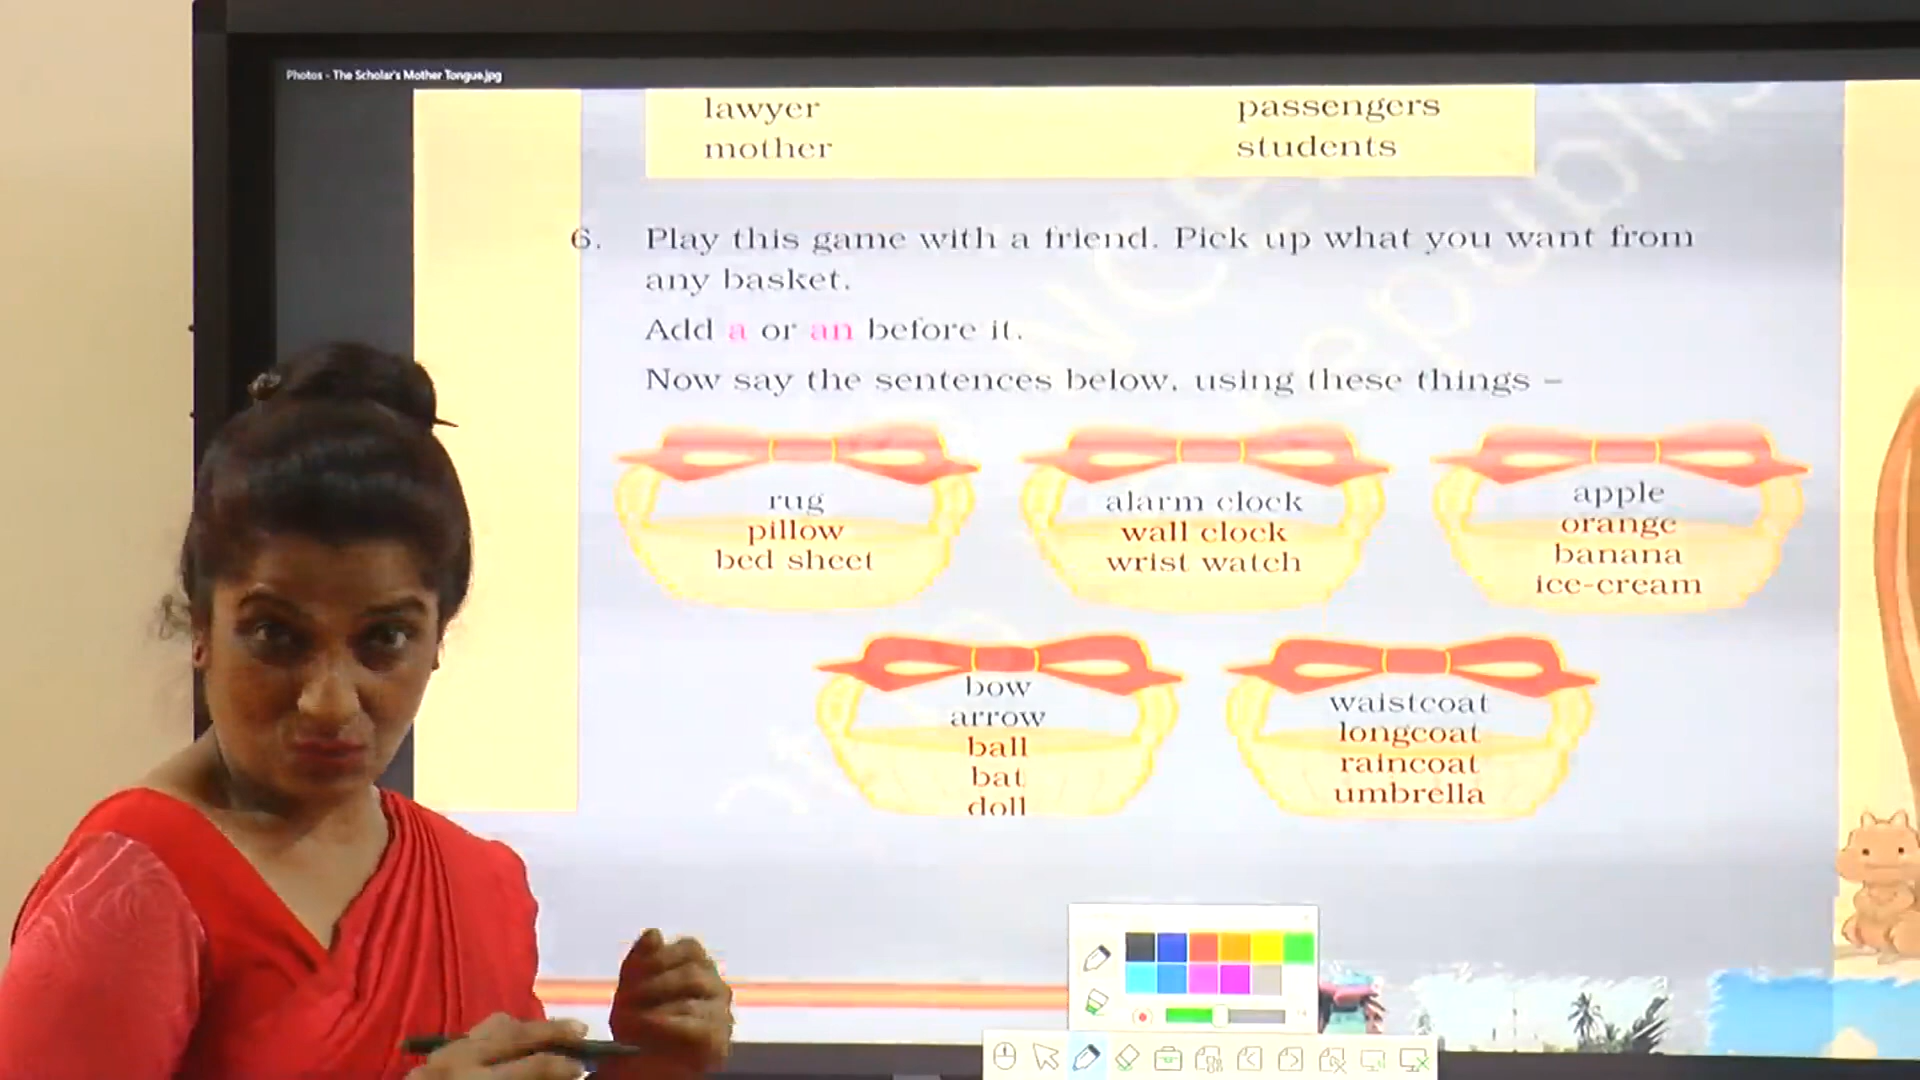 Photos - The Scholar's Mother Tongue.jpg
lawyer
passengers
mother
students
6. Play this game with a friend. Pick up what you want from
any basket.
Add a or an before it.
Now say the sentences below, using these things –
rug
pillow
bed sheet
alarm clock
wall clock
wrist watch
apple
orange
banana
ice-cream
bow
arrow
ball
bat
doll
waistcoat
longcoat
raincoat
umbrella